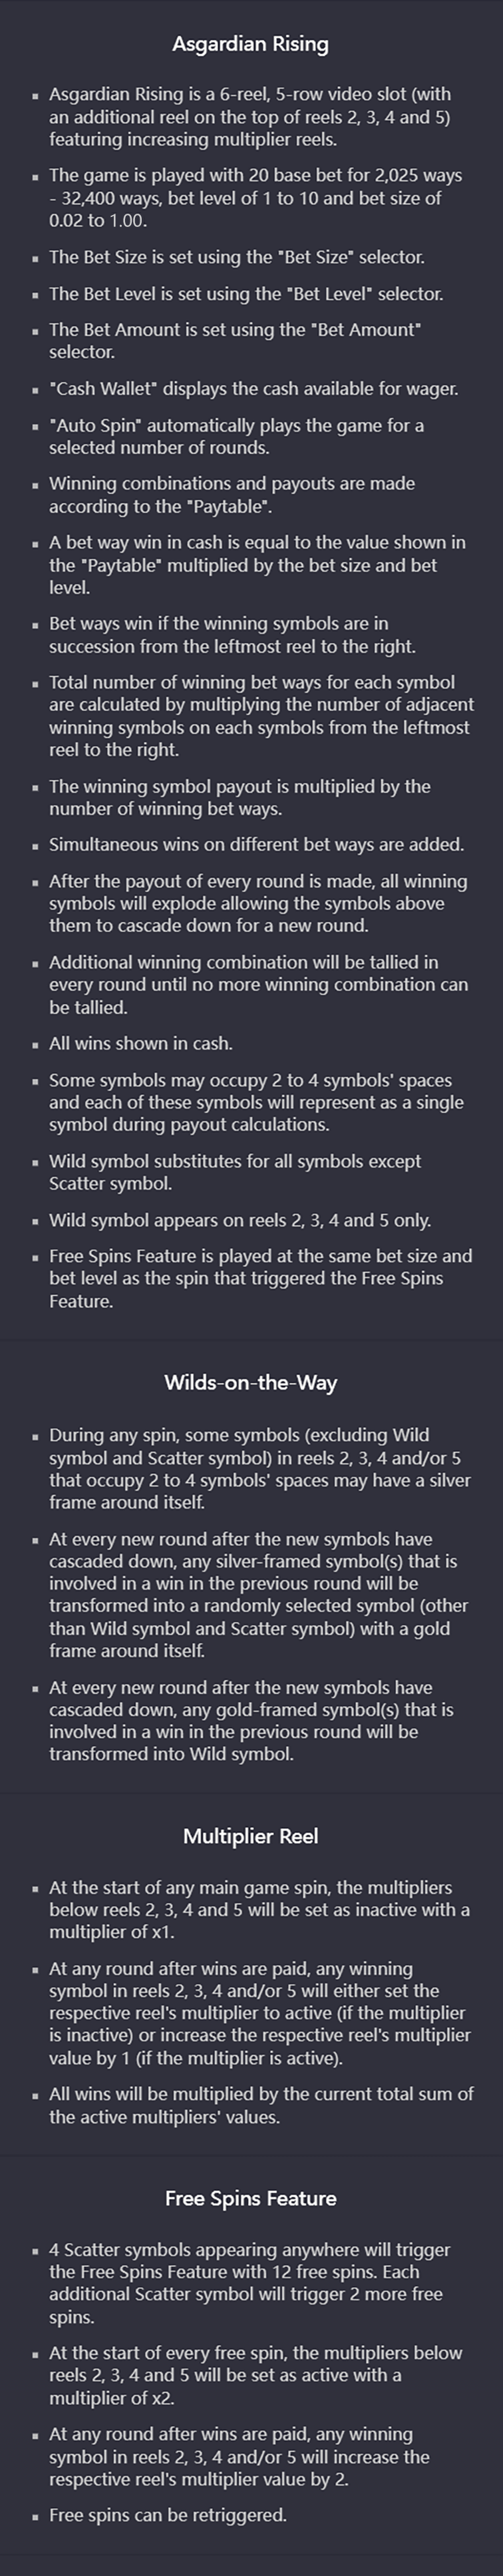 Asgardian Rising
▪ Asgardian Rising is a 6-reel, 5-row video slot (with
an additional reel on the top of reels 2, 3, 4 and 5)
featuring increasing multiplier reels.
▪ The game is played with 20 base bet for 2,025 ways
- 32,400 ways, bet level of 1 to 10 and bet size of
0.02 to 1.00.
▪ The Bet Size is set using the "Bet Size" selector.
▪ The Bet Level is set using the "Bet Level" selector.
▪ The Bet Amount is set using the "Bet Amount"
selector.
▪ "Cash Wallet" displays the cash available for wager.
▪ "Auto Spin" automatically plays the game for a
selected number of rounds.
▪ Winning combinations and payouts are made
according to the "Paytable".
▪ A bet way win in cash is equal to the value shown in
the "Paytable" multiplied by the bet size and bet
level.
▪ Bet ways win if the winning symbols are in
succession from the leftmost reel to the right.
▪ Total number of winning bet ways for each symbol
are calculated by multiplying the number of adjacent
winning symbols on each symbols from the leftmost
reel to the right.
▪ The winning symbol payout is multiplied by the
number of winning bet ways.
▪ Simultaneous wins on different bet ways are added.
▪ After the payout of every round is made, all winning
symbols will explode allowing the symbols above
them to cascade down for a new round.
▪ Additional winning combination will be tallied in
every round until no more winning combination can
be tallied.
▪ All wins shown in cash.
▪ Some symbols may occupy 2 to 4 symbols' spaces
and each of these symbols will represent as a single
symbol during payout calculations.
▪ Wild symbol substitutes for all symbols except
Scatter symbol.
▪ Wild symbol appears on reels 2, 3, 4 and 5 only.
▪ Free Spins Feature is played at the same bet size and
bet level as the spin that triggered the Free Spins
Feature.
Wilds-on-the-Way
▪ During any spin, some symbols (excluding Wild
symbol and Scatter symbol) in reels 2, 3, 4 and/or 5
that occupy 2 to 4 symbols' spaces may have a silver
frame around itself.
▪ At every new round after the new symbols have
cascaded down, any silver-framed symbol(s) that is
involved in a win in the previous round will be
transformed into a randomly selected symbol (other
than Wild symbol and Scatter symbol) with a gold
frame around itself.
▪ At every new round after the new symbols have
cascaded down, any gold-framed symbol(s) that is
involved in a win in the previous round will be
transformed into Wild symbol.
Multiplier Reel
▪ At the start of any main game spin, the multipliers
below reels 2, 3, 4 and 5 will be set as inactive with a
multiplier of x1.
▪ At any round after wins are paid, any winning
symbol in reels 2, 3, 4 and/or 5 will either set the
respective reel's multiplier to active (if the multiplier
is inactive) or increase the respective reel's multiplier
value by 1 (if the multiplier is active).
▪ All wins will be multiplied by the current total sum of
the active multipliers' values.
Free Spins Feature
▪ 4 Scatter symbols appearing anywhere will trigger
the Free Spins Feature with 12 free spins. Each
additional Scatter symbol will trigger 2 more free
spins.
▪ At the start of every free spin, the multipliers below
reels 2, 3, 4 and 5 will be set as active with a
multiplier of x2.
▪ At any round after wins are paid, any winning
symbol in reels 2, 3, 4 and/or 5 will increase the
respective reel's multiplier value by 2.
▪ Free spins can be retriggered.